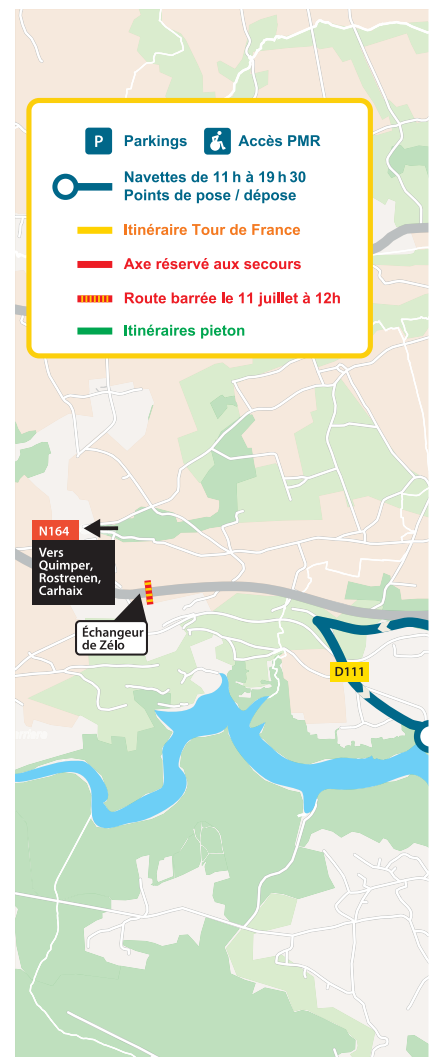 P Parkings Accès PMR
Navettes de 11 h à 19 h 30
Points de pose / dépose
Itinéraire Tour de France
Axe réservé aux secours
Route barrée le 11 juillet à 12h
Itinéraires pieton
N164
Vers
Quimper,
Rostrenen,
Carhaix
Échangeur
de Zélo
D111